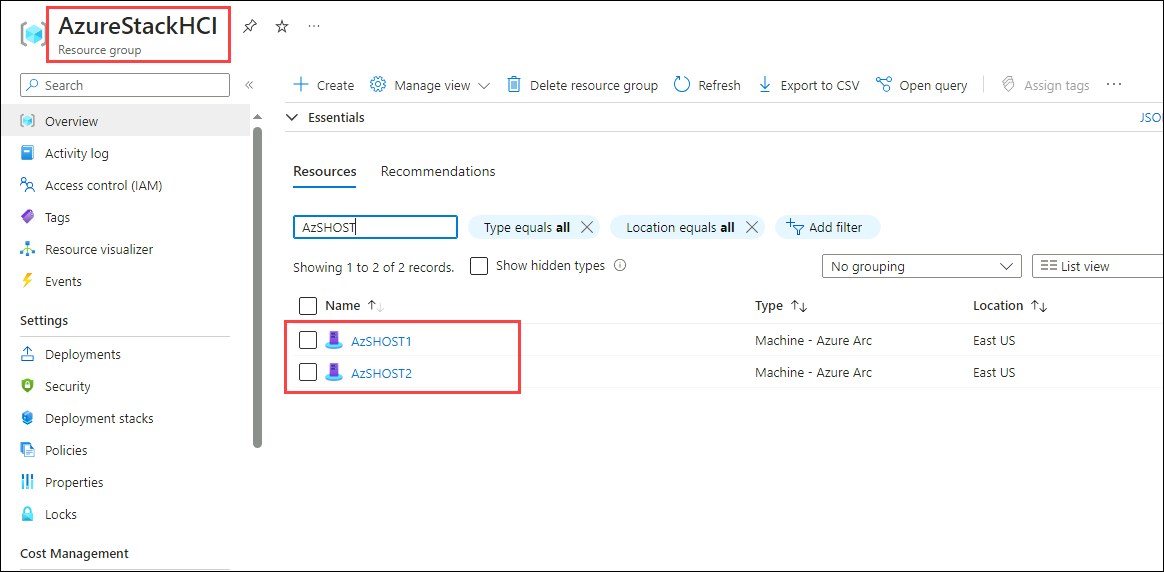 AzureStackHCI
Resource group
Search
Overview
Activity log
Access control (IAM)
Tags
Resource visualizer
Events
Settings
Deployments
Security
Deployment stacks
Policies
Properties
Locks
Cost Management
Create Manage view Delete resource group Refresh Export to CSV Open query Assign tags
Essentials JSO
Resources Recommendations
AzSHOST Type equals all Location equals all Add filter
Showing 1 to 2 of 2 records. Show hidden types No grouping List view
Name Type Location
AzSHOST1 Machine - Azure Arc East US
AzSHOST2 Machine - Azure Arc East US